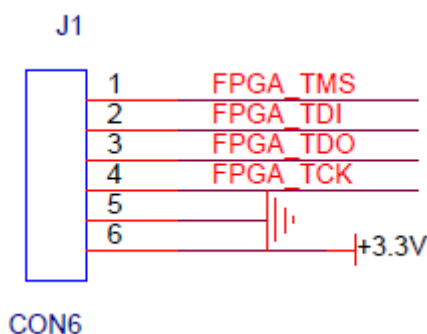 J1
1 FPGA_TMS
2 FPGA_TDI
3 FPGA_TDO
4 FPGA_TCK
5
6 +3.3V
CON6